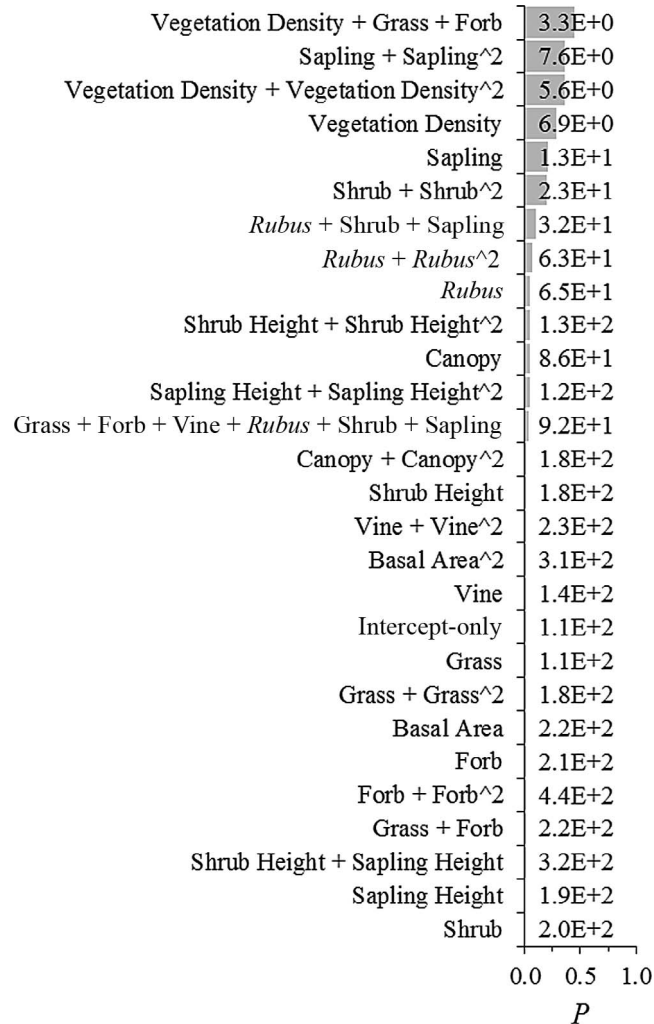 Vegetation Density + Grass + Forb 3.3E+0
Sapling + Sapling^2 7.6E+0
Vegetation Density + Vegetation Density^2 5.6E+0
Vegetation Density 6.9E+0
Sapling 1.3E+1
Shrub + Shrub^2 2.3E+1
Rubus + Shrub + Sapling 3.2E+1
Rubus + Rubus^2 6.3E+1
Rubus 6.5E+1
Shrub Height + Shrub Height^2 1.3E+2
Canopy 8.6E+1
Sapling Height + Sapling Height^2 1.2E+2
Grass + Forb + Vine + Rubus + Shrub + Sapling 9.2E+1
Canopy + Canopy^2 1.8E+2
Shrub Height 1.8E+2
Vine + Vine^2 2.3E+2
Basal Area^2 3.1E+2
Vine 1.4E+2
Intercept-only 1.1E+2
Grass 1.1E+2
Grass + Grass^2 1.8E+2
Basal Area 2.2E+2
Forb 2.1E+2
Forb + Forb^2 4.4E+2
Grass + Forb 2.2E+2
Shrub Height + Sapling Height 3.2E+2
Sapling Height 1.9E+2
Shrub 2.0E+2
0.0 0.5 1.0
P